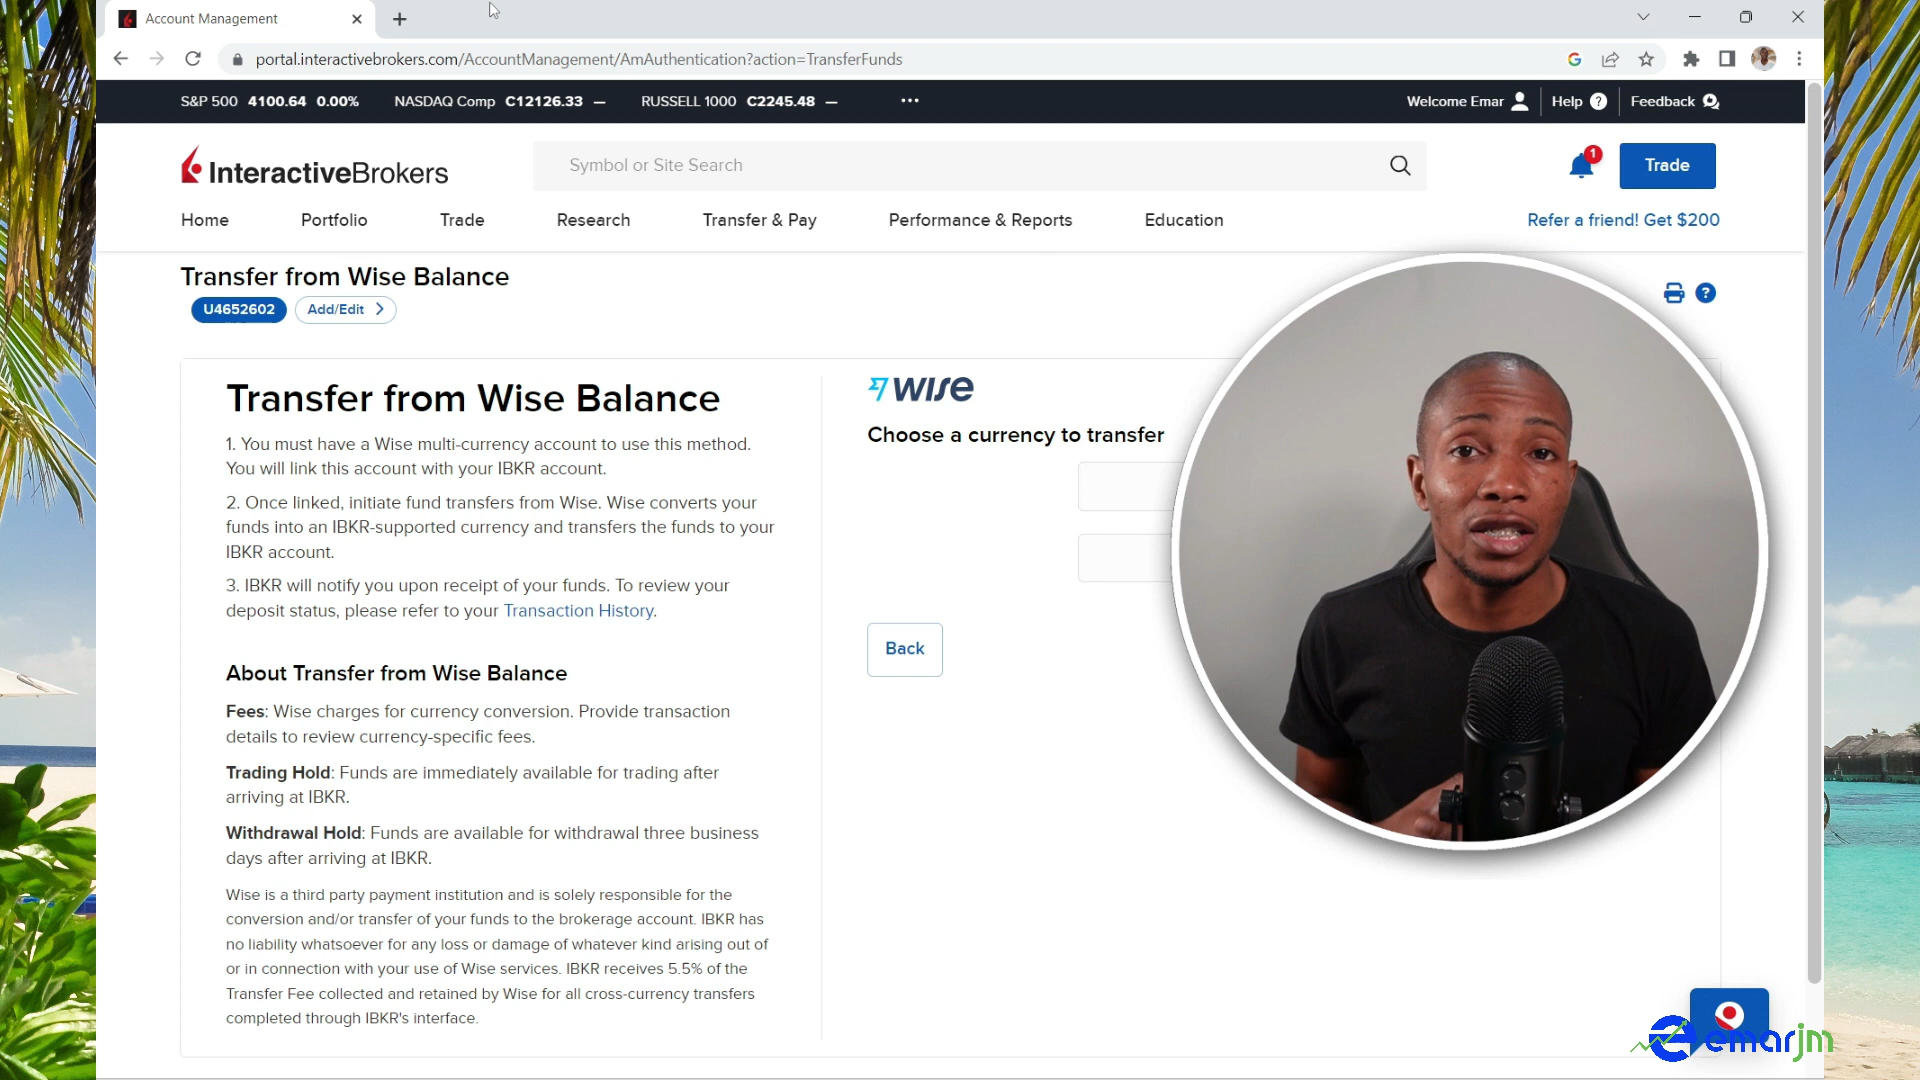 Account Management
portal.interactivebrokers.com/AccountManagement/AmAuthentication?action=TransferFunds
S&P 500 4100.64 0.00% NASDAQ Comp C12126.33 — RUSSELL 1000 C2245.48 — ••• Welcome Emar Help ? Feedback
InteractiveBrokers Symbol or Site Search 1 Trade
Home Portfolio Trade Research Transfer & Pay Performance & Reports Education Refer a friend! Get $200
Transfer from Wise Balance
U4652602 Add/Edit
?
Transfer from Wise Balance
1. You must have a Wise multi-currency account to use this method.
You will link this account with your IBKR account.
2. Once linked, initiate fund transfers from Wise. Wise converts your
funds into an IBKR-supported currency and transfers the funds to your
IBKR account.
3. IBKR will notify you upon receipt of your funds. To review your
deposit status, please refer to your Transaction History.
About Transfer from Wise Balance
Fees: Wise charges for currency conversion. Provide transaction
details to review currency-specific fees.
Trading Hold: Funds are immediately available for trading after
arriving at IBKR.
Withdrawal Hold: Funds are available for withdrawal three business
days after arriving at IBKR.
Wise is a third party payment institution and is solely responsible for the
conversion and/or transfer of your funds to the brokerage account. IBKR has
no liability whatsoever for any loss or damage of whatever kind arising out of
or in connection with your use of Wise services. IBKR receives 5.5% of the
Transfer Fee collected and retained by Wise for all cross-currency transfers
completed through IBKR's interface.
WISE
Choose a currency to transfer
Back
emarjm